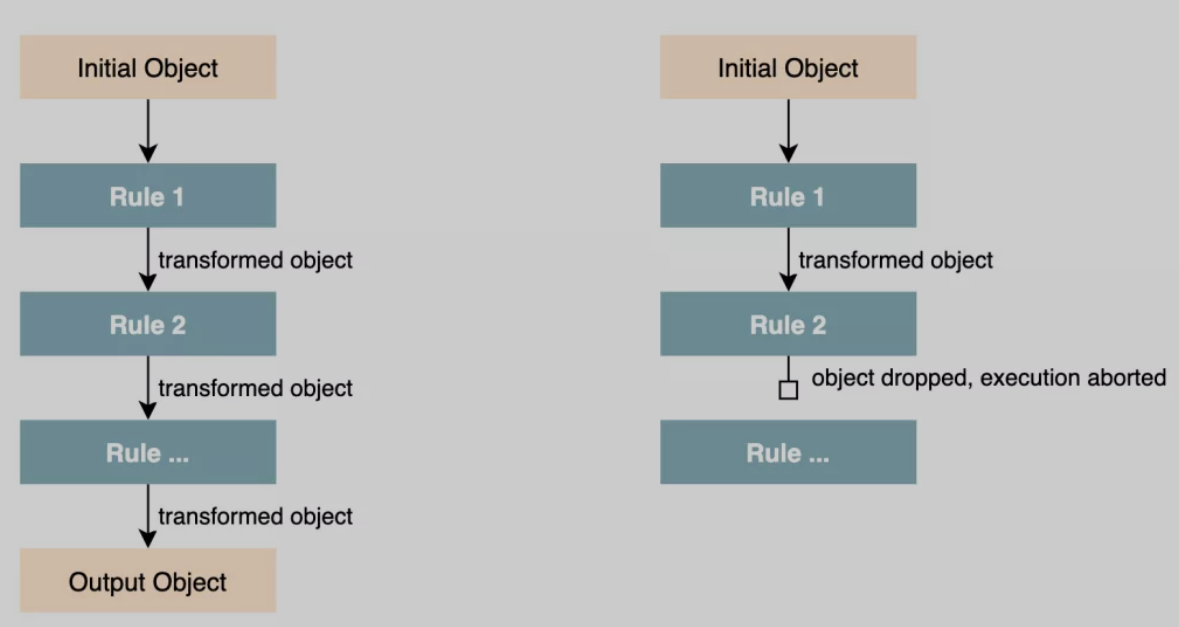 Initial Object
Rule 1
transformed object
Rule 2
transformed object
Rule ...
transformed object
Output Object
Initial Object
Rule 1
transformed object
Rule 2
object dropped, execution aborted
Rule ...